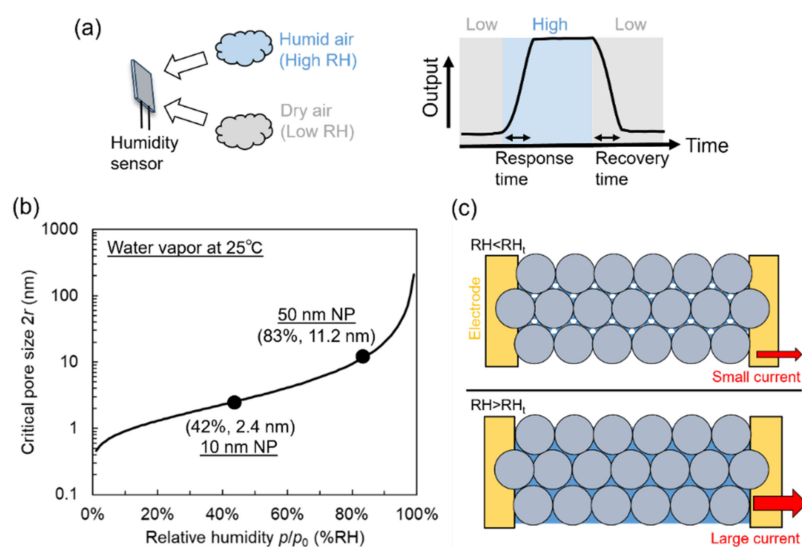 (a)
Humid air
(High RH)
Dry air
(Low RH)
Humidity
sensor
Low
High
Low
Output
Time
Response
time
Recovery
time
(b)
1000
100
10
1
0.1
Critical pore size 2r (nm)
Water vapor at 25℃
50 nm NP
(83%, 11.2 nm)
(42%, 2.4 nm)
10 nm NP
0%
20%
40%
60%
80%
100%
Relative humidity p/p₀ (%RH)
(c)
RH<RHₜ
Electrode
Small current
RH>RHₜ
Large current